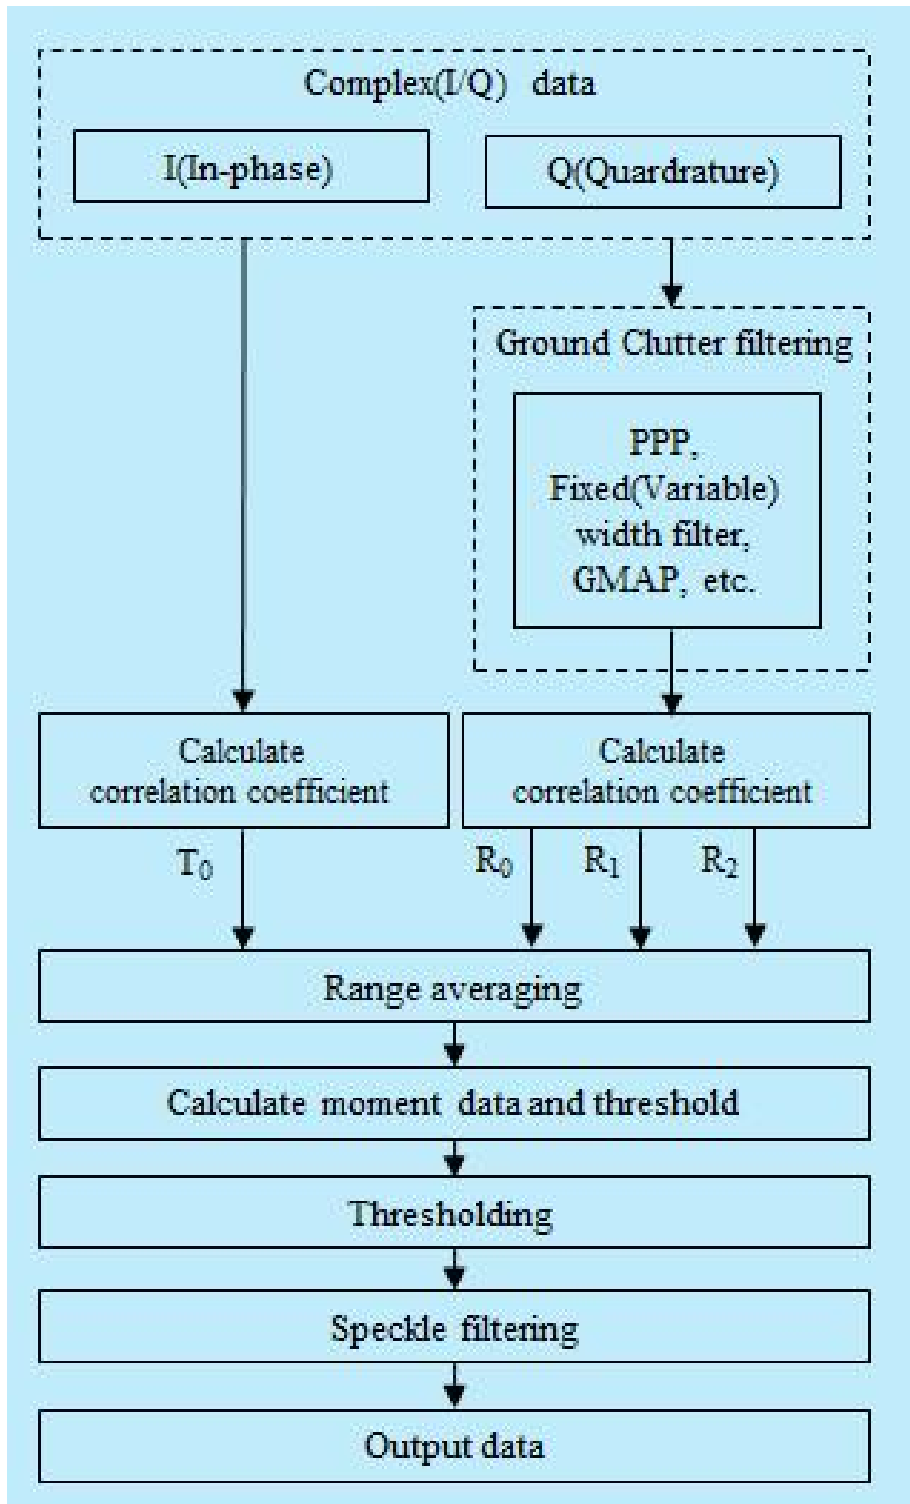 Complex(I/Q) data
I(In-phase)
Q(Quardrature)
Ground Clutter filtering
PPP,
Fixed(Variable)
width filter,
GMAP, etc.
Calculate
correlation coefficient
Calculate
correlation coefficient
T0
R0
R1
R2
Range averaging
Calculate moment data and threshold
Thresholding
Speckle filtering
Output data